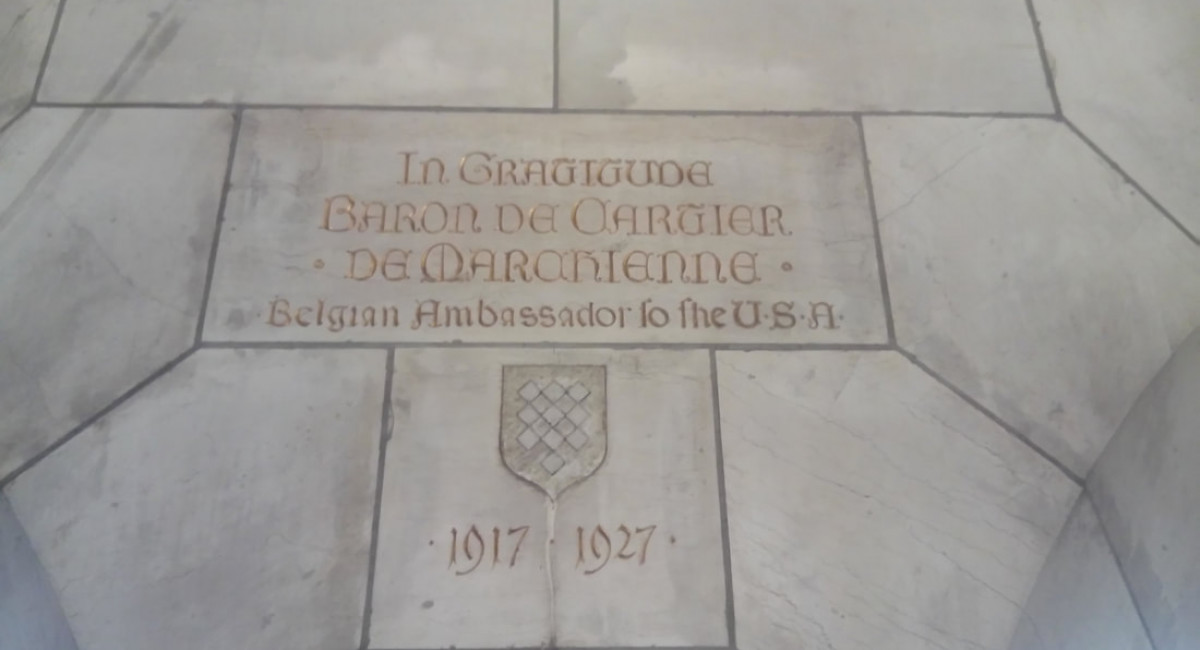 In Gratitude
Baron de Cartier
· de Marchienne ·
·Belgian Ambassador to the U·S·A·
· 1917 · 1927 ·